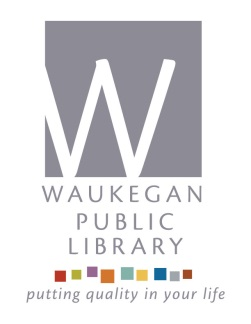 W
WAUKEGAN
PUBLIC
LIBRARY
putting quality in your life